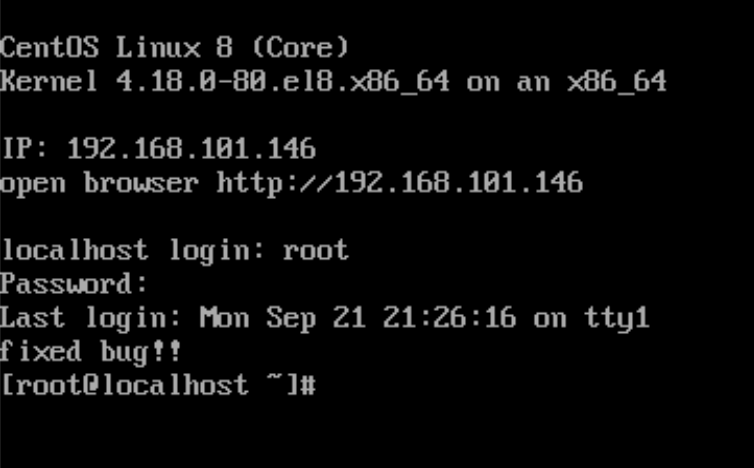 CentOS Linux 8 (Core)
Kernel 4.18.0-80.el8.x86_64 on an x86_64
IP: 192.168.101.146
open browser http://192.168.101.146
localhost login: root
Password:
Last login: Mon Sep 21 21:26:16 on tty1
fixed bug!!
[root@localhost ~]#